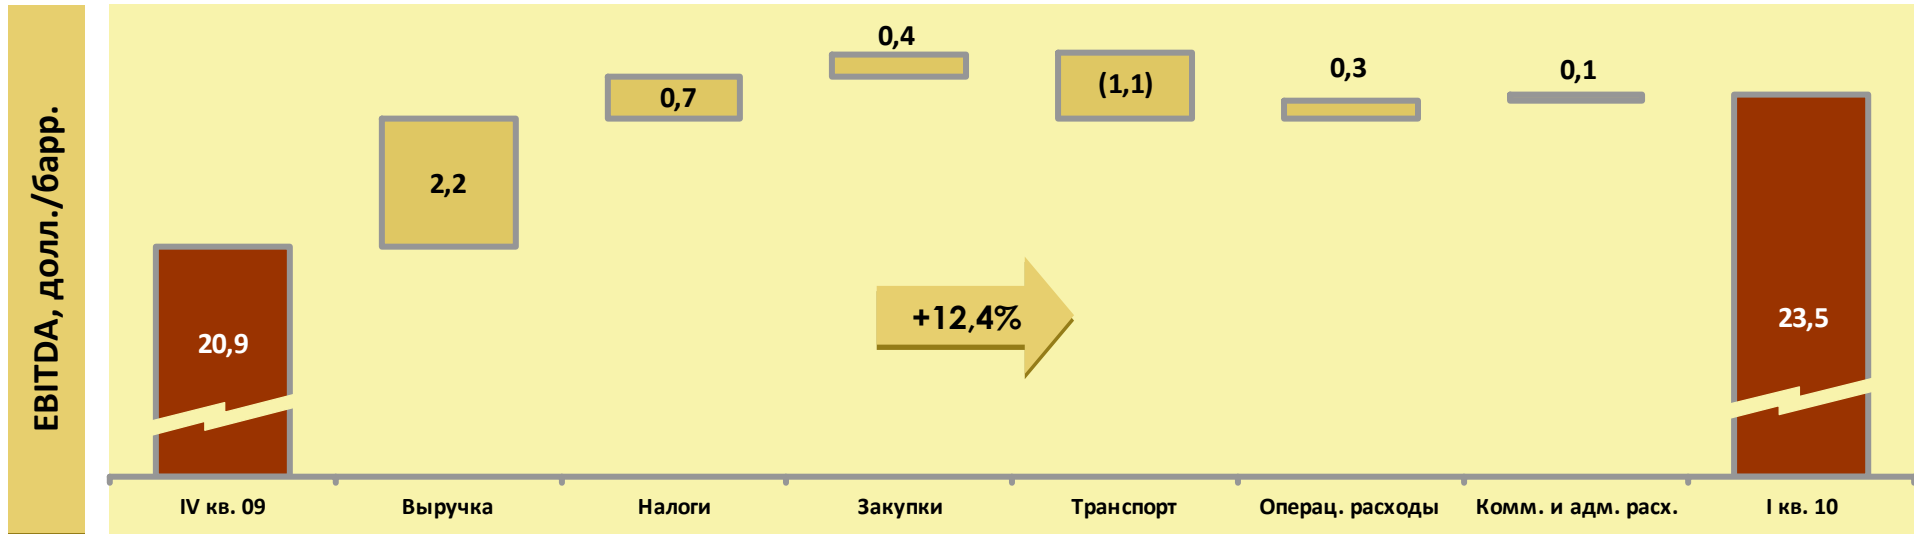 EBITDA, долл./барр.
0,4
0,3
0,1
0,7
(1,1)
2,2
+12,4%
20,9
23,5
IV кв. 09
Выручка
Налоги
Закупки
Транспорт
Операц. расходы
Комм. и адм. расх.
I кв. 10